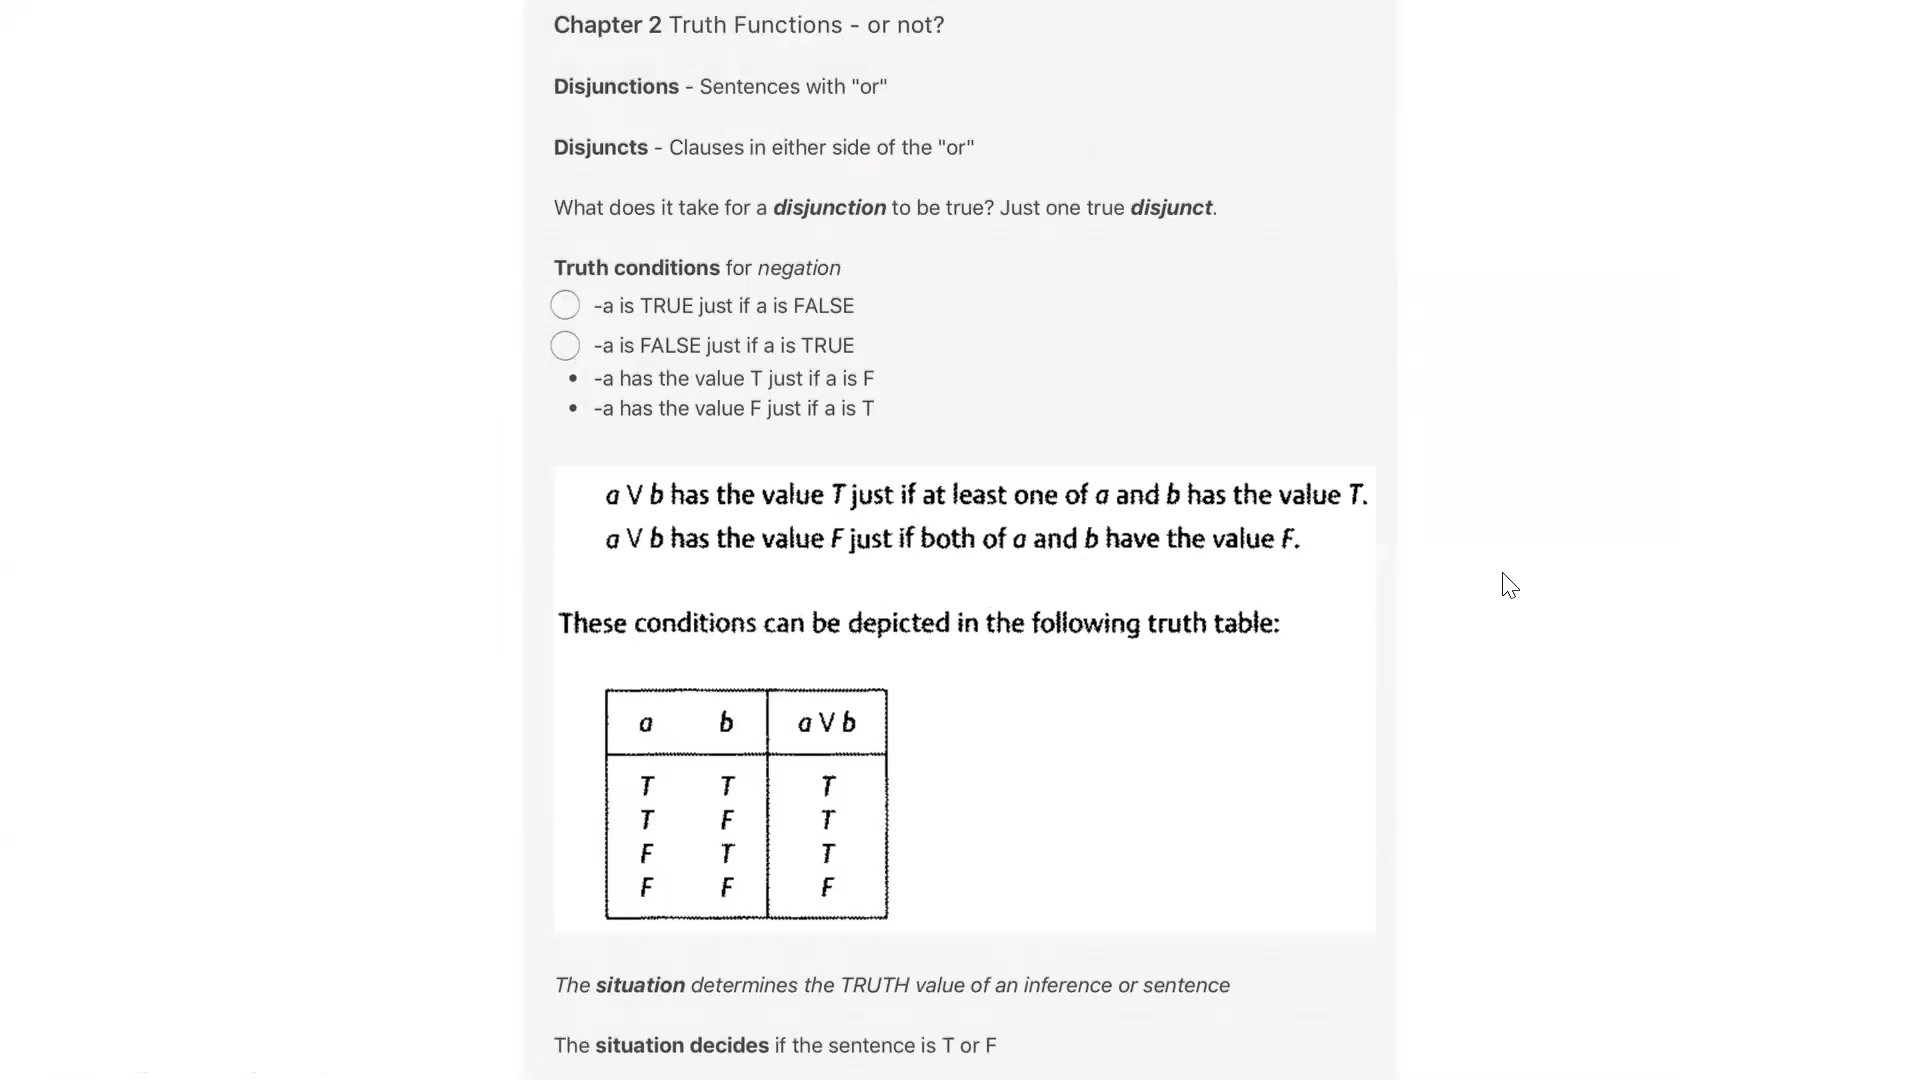 Chapter 2 Truth Functions - or not?
Disjunctions - Sentences with "or"
Disjuncts - Clauses in either side of the "or"
What does it take for a disjunction to be true? Just one true disjunct.
Truth conditions for negation
-a is TRUE just if a is FALSE
-a is FALSE just if a is TRUE
• -a has the value T just if a is F
• -a has the value F just if a is T
a V b has the value T just if at least one of a and b has the value T.
a V b has the value F just if both of a and b have the value F.
These conditions can be depicted in the following truth table:
a b a V b
T T T
T F T
F T T
F F F
The situation determines the TRUTH value of an inference or sentence
The situation decides if the sentence is T or F